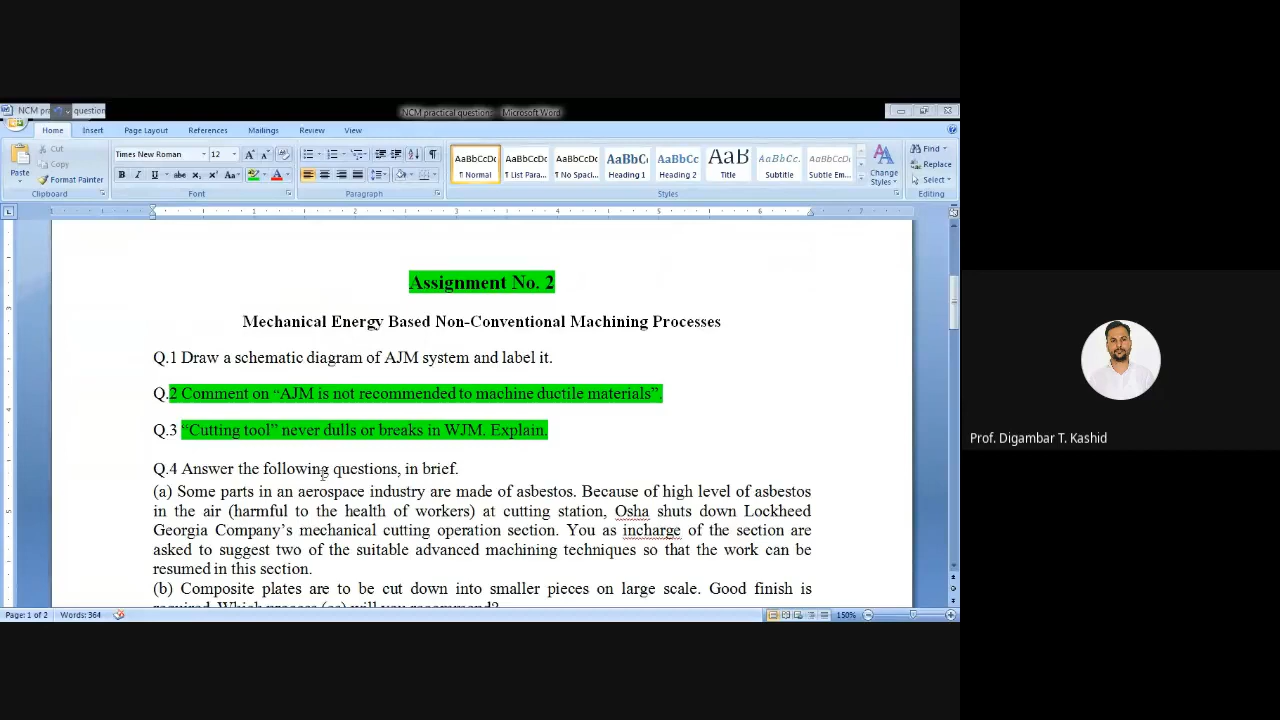 NCM practical question - Microsoft Word
Home Insert Page Layout References Mailings Review View
Paste
Cut
Copy
Format Painter
Clipboard
Times New Roman 12
Font
Paragraph
AaBbCcDc AaBbCcDc AaBbCcDc AaBbC AaBbCc AaB AaBbCc. AaBbCcDc
¶ Normal ¶ List Para... ¶ No Spaci... Heading 1 Heading 2 Title Subtitle Subtle Em...
Change Styles
Styles
Find
Replace
Select
Editing
Assignment No. 2
Mechanical Energy Based Non-Conventional Machining Processes
Q.1 Draw a schematic diagram of AJM system and label it.
Q.2 Comment on “AJM is not recommended to machine ductile materials”.
Q.3 “Cutting tool” never dulls or breaks in WJM. Explain.
Q.4 Answer the following questions, in brief.
(a) Some parts in an aerospace industry are made of asbestos. Because of high level of asbestos
in the air (harmful to the health of workers) at cutting station, Osha shuts down Lockheed
Georgia Company’s mechanical cutting operation section. You as incharge of the section are
asked to suggest two of the suitable advanced machining techniques so that the work can be
resumed in this section.
(b) Composite plates are to be cut down into smaller pieces on large scale. Good finish is
required. Which process (es) will you recommend?
Page: 1 of 2 Words: 364 150%
Prof. Digambar T. Kashid